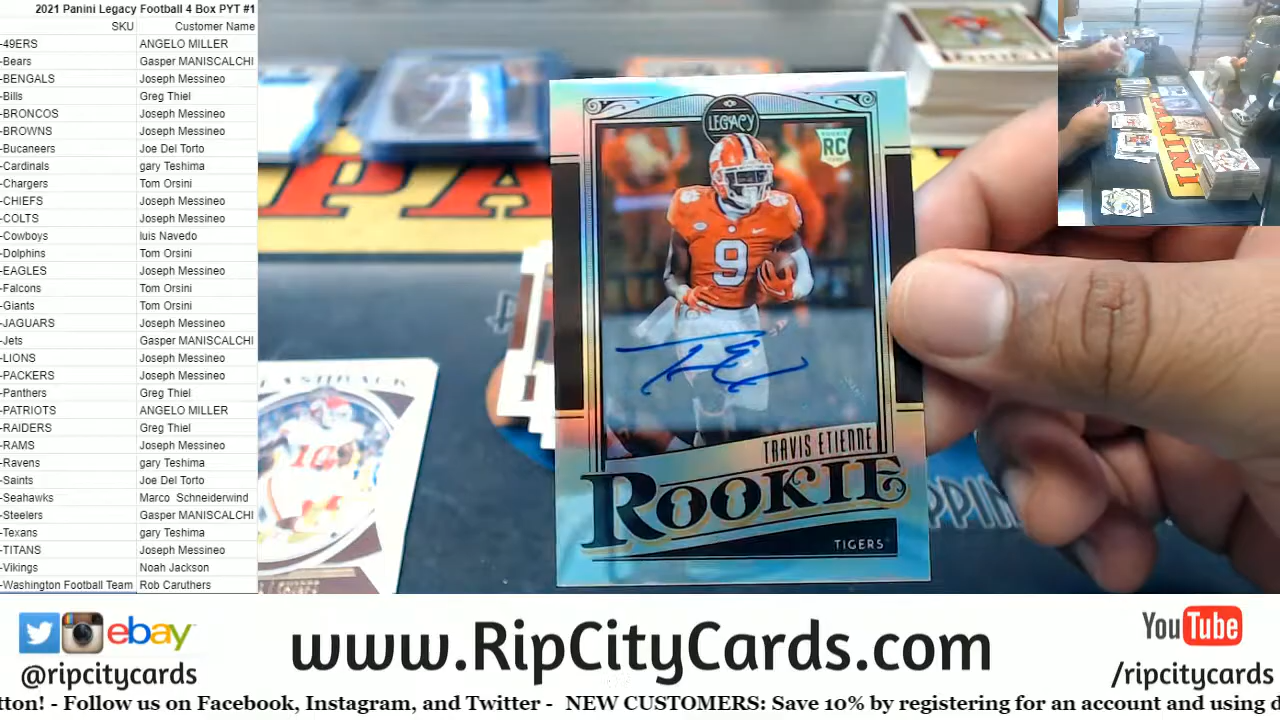 2021 Panini Legacy Football 4 Box PYT #1
SKU Customer Name
-49ERS ANGELO MILLER
-Bears Gasper MANISCALCHI
-BENGALS Joseph Messineo
-Bills Greg Thiel
-BRONCOS Joseph Messineo
-BROWNS Joseph Messineo
-Bucaneers Joe Del Torto
-Cardinals gary Teshima
-Chargers Tom Orsini
-CHIEFS Joseph Messineo
-COLTS Joseph Messineo
-Cowboys luis Navedo
-Dolphins Tom Orsini
-EAGLES Joseph Messineo
-Falcons Tom Orsini
-Giants Tom Orsini
-JAGUARS Joseph Messineo
-Jets Gasper MANISCALCHI
-LIONS Joseph Messineo
-PACKERS Joseph Messineo
-Panthers Greg Thiel
-PATRIOTS ANGELO MILLER
-RAIDERS Greg Thiel
-RAMS Joseph Messineo
-Ravens gary Teshima
-Saints Joe Del Torto
-Seahawks Marco Schneiderwind
-Steelers Gasper MANISCALCHI
-Texans gary Teshima
-TITANS Joseph Messineo
-Vikings Noah Jackson
-Washington Football Team Rob Caruthers
LEGACY
ROOKIE
RC
9
TRAVIS ETIENNE
ROOKIE
TIGERS
PANINI
ebay
@ripcitycards
www.RipCityCards.com
YouTube
/ripcitycards
tton! - Follow us on Facebook, Instagram, and Twitter - NEW CUSTOMERS: Save 10% by registering for an account and using d